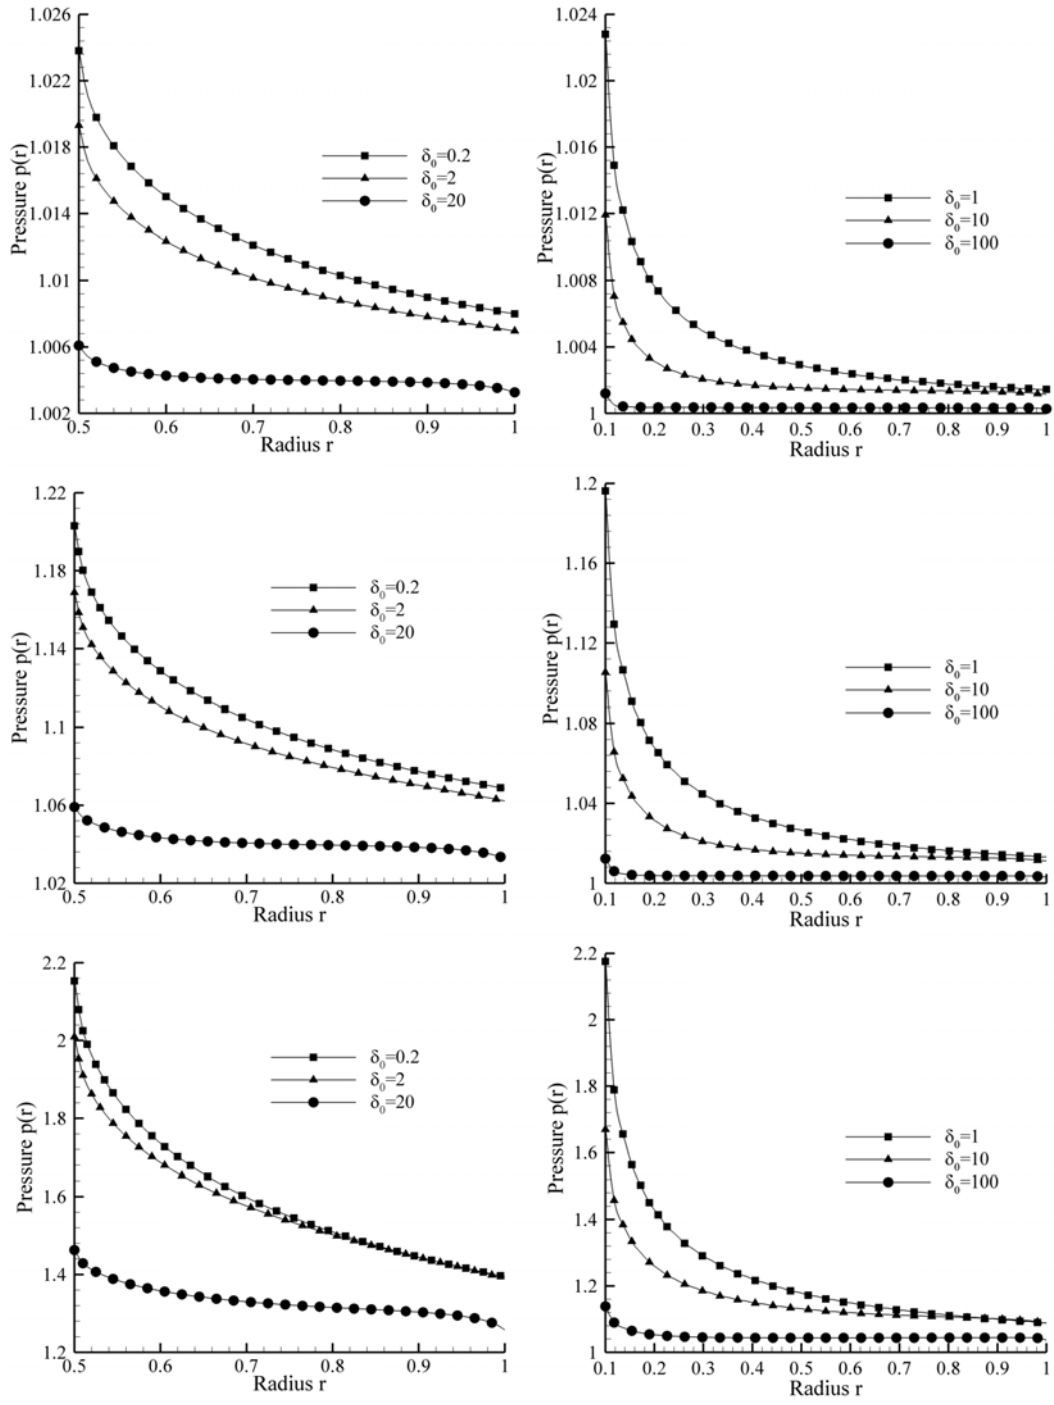 1.026
1.022
1.018
1.014
1.01
1.006
1.002
Pressure p(r)
δ₀=0.2
δ₀=2
δ₀=20
0.5 0.6 0.7 0.8 0.9 1
Radius r
1.024
1.02
1.016
1.012
1.008
1.004
1
Pressure p(r)
δ₀=1
δ₀=10
δ₀=100
0.1 0.2 0.3 0.4 0.5 0.6 0.7 0.8 0.9 1
Radius r
1.22
1.18
1.14
1.1
1.06
1.02
Pressure p(r)
δ₀=0.2
δ₀=2
δ₀=20
0.5 0.6 0.7 0.8 0.9 1
Radius r
1.2
1.16
1.12
1.08
1.04
1
Pressure p(r)
δ₀=1
δ₀=10
δ₀=100
0.1 0.2 0.3 0.4 0.5 0.6 0.7 0.8 0.9 1
Radius r
2.2
2
1.8
1.6
1.4
1.2
Pressure p(r)
δ₀=0.2
δ₀=2
δ₀=20
0.5 0.6 0.7 0.8 0.9 1
Radius r
2.2
2
1.8
1.6
1.4
1.2
1
Pressure p(r)
δ₀=1
δ₀=10
δ₀=100
0.1 0.2 0.3 0.4 0.5 0.6 0.7 0.8 0.9 1
Radius r